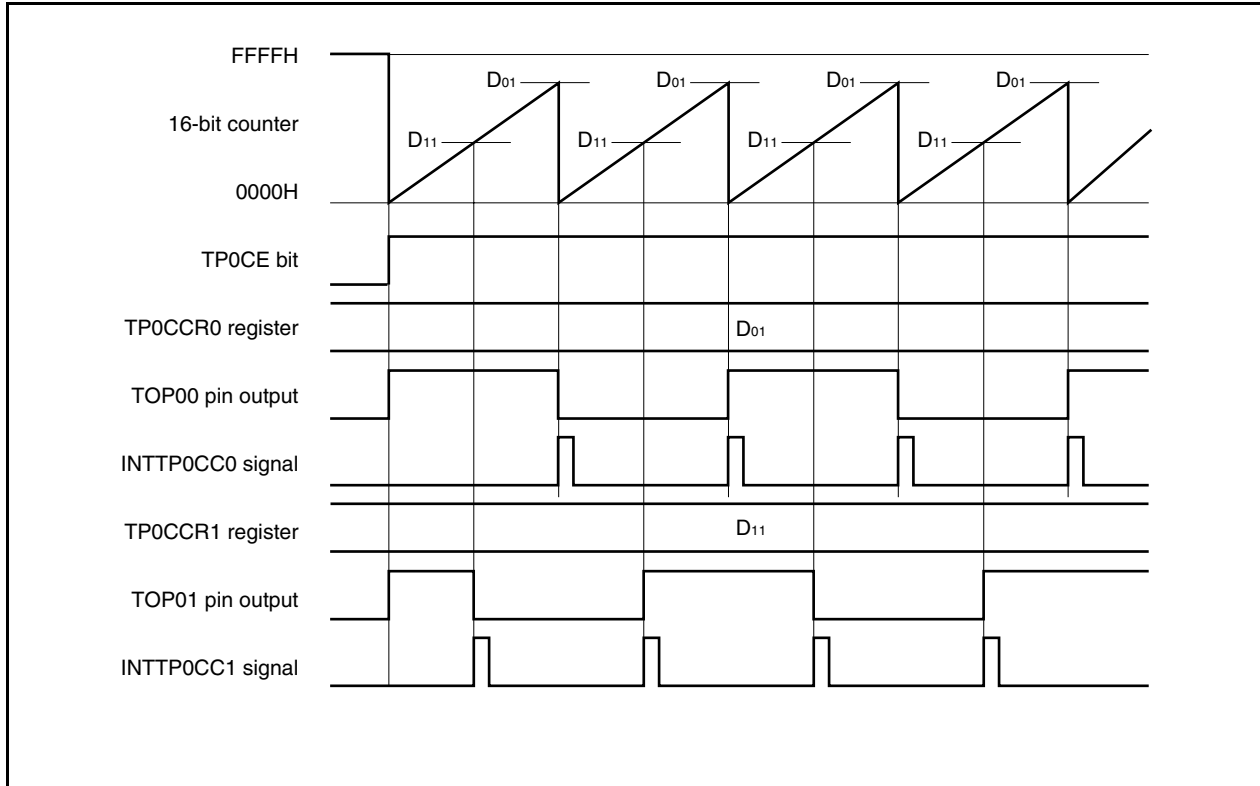 FFFFH
D01 D01 D01 D01
16-bit counter
D11 D11 D11 D11
0000H
TP0CE bit
TP0CCR0 register
D01
TOP00 pin output
INTTP0CC0 signal
TP0CCR1 register
D11
TOP01 pin output
INTTP0CC1 signal